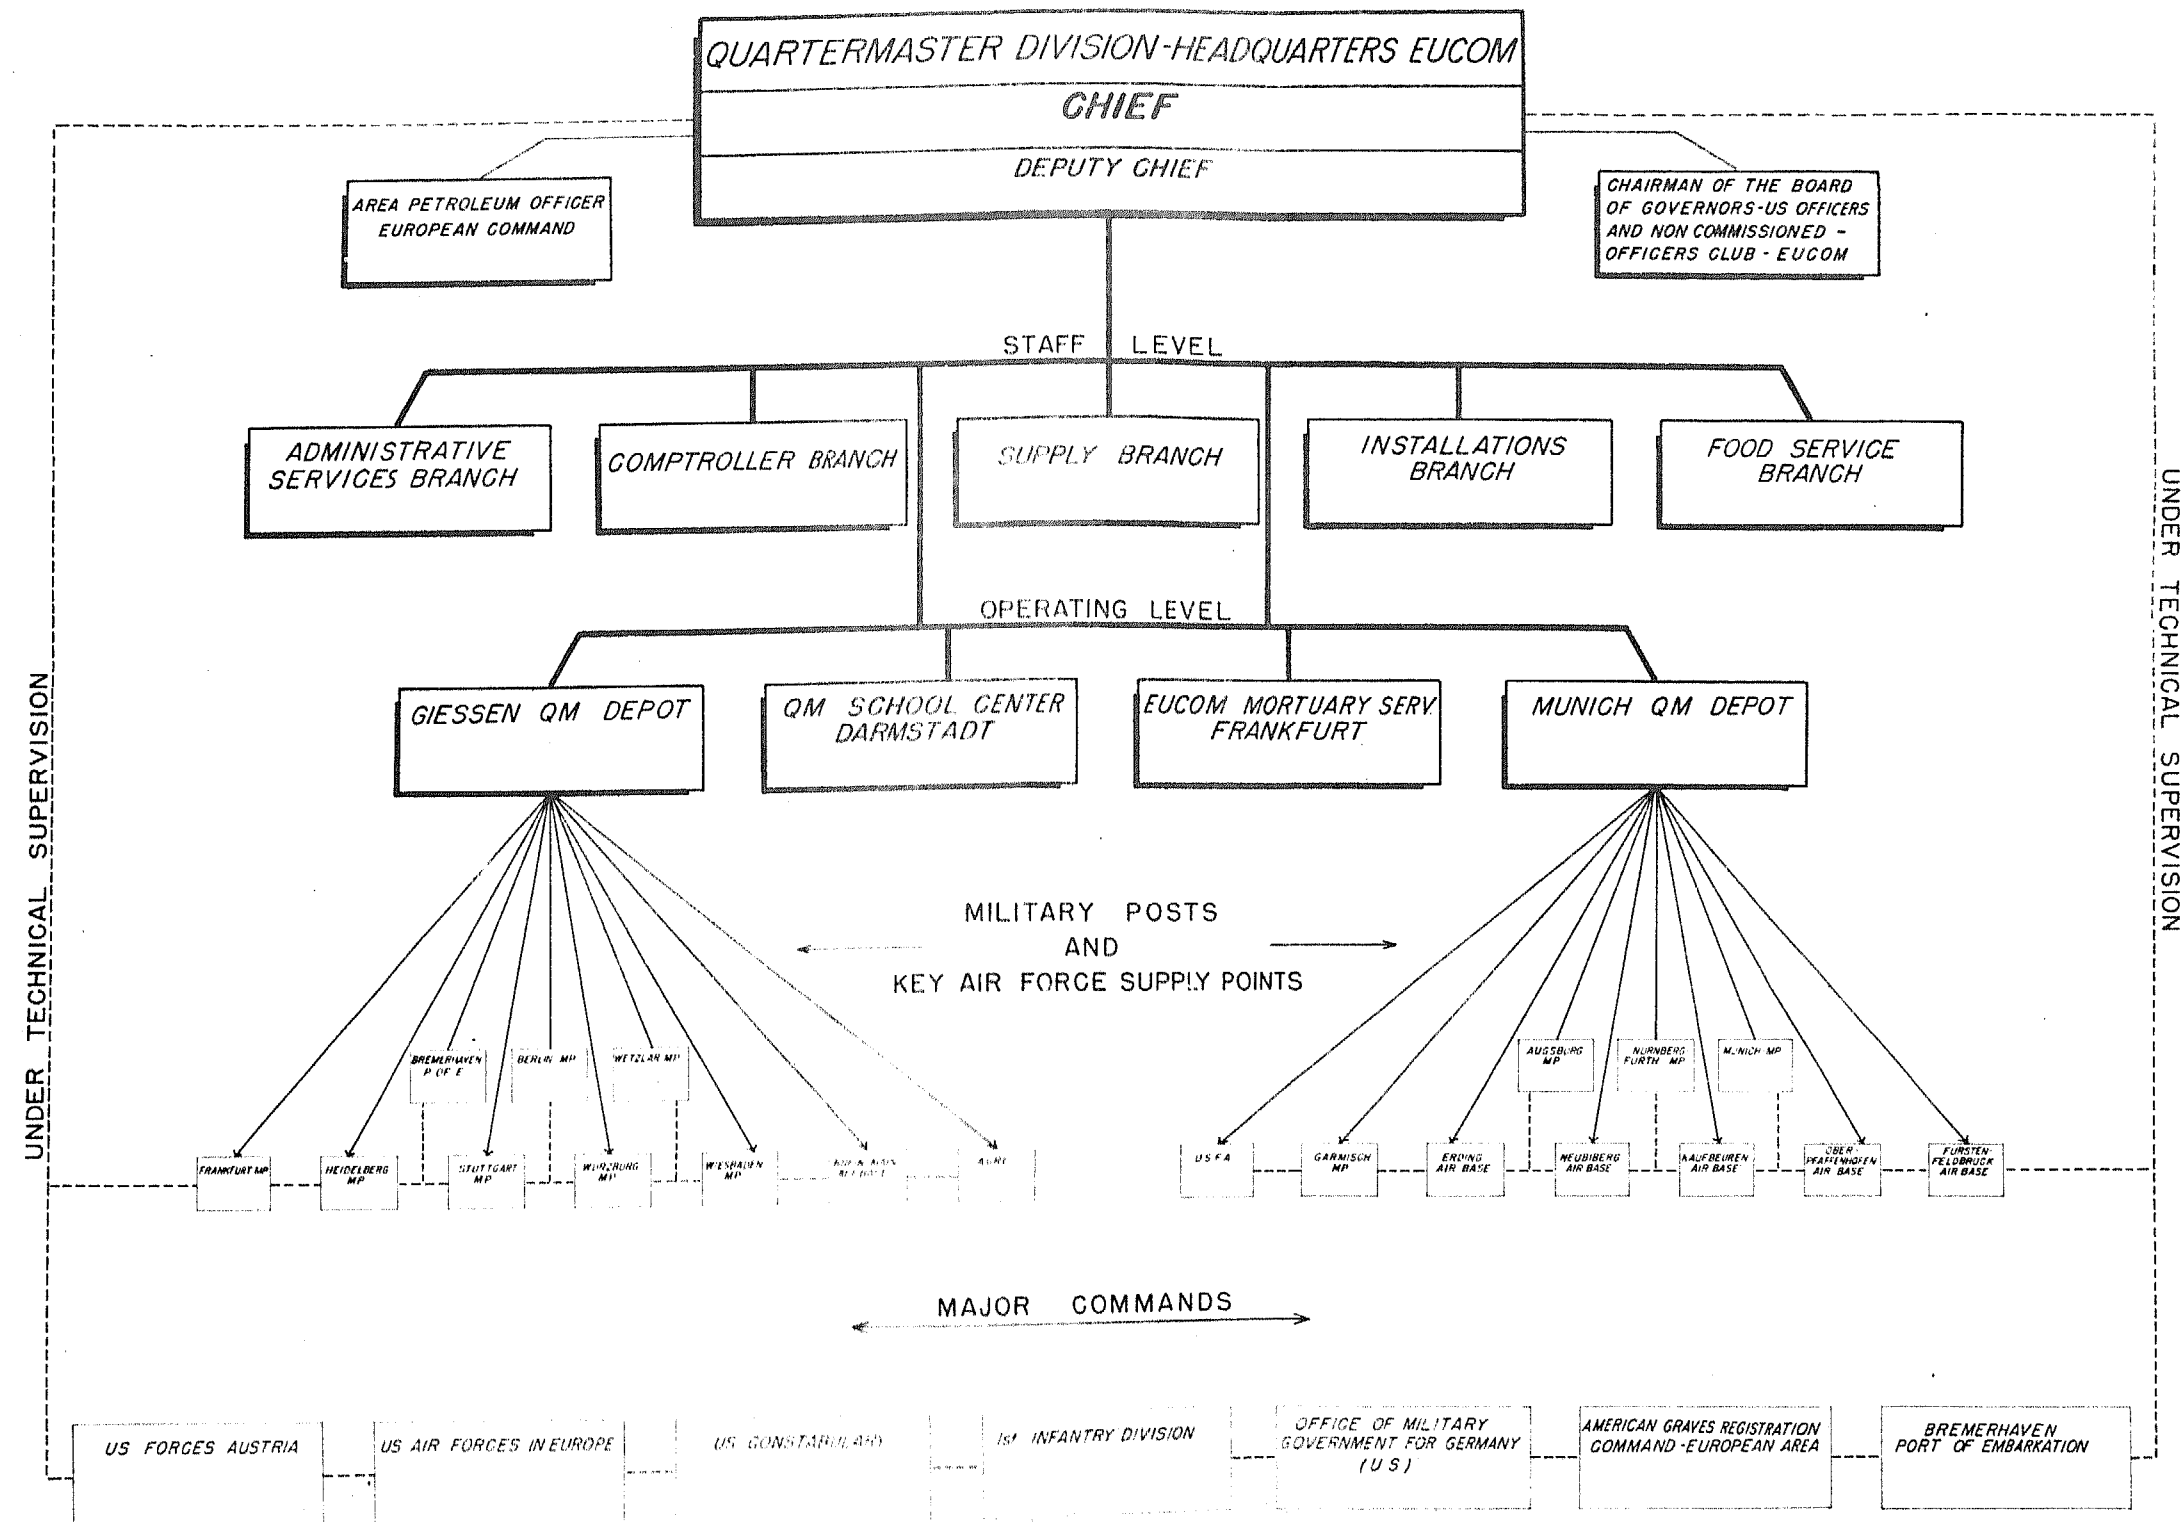 QUARTERMASTER DIVISION-HEADQUARTERS EUCOM
CHIEF
DEPUTY CHIEF
AREA PETROLEUM OFFICER
EUROPEAN COMMAND
CHAIRMAN OF THE BOARD
OF GOVERNORS-US OFFICERS
AND NON COMMISSIONED -
OFFICERS CLUB - EUCOM
STAFF LEVEL
ADMINISTRATIVE
SERVICES BRANCH
COMPTROLLER BRANCH
SUPPLY BRANCH
INSTALLATIONS
BRANCH
FOOD SERVICE
BRANCH
OPERATING LEVEL
GIESSEN QM DEPOT
QM SCHOOL CENTER
DARMSTADT
EUCOM MORTUARY SERV.
FRANKFURT
MUNICH QM DEPOT
UNDER TECHNICAL SUPERVISION
UNDER TECHNICAL SUPERVISION
MILITARY POSTS
AND
KEY AIR FORCE SUPPLY POINTS
BREMERHAVEN
P OF E
BERLIN MP
WETZLAR MP
AUGSBURG
MP
NURNBERG
FURTH MP
MUNICH MP
FRANKFURT MP
HEIDELBERG
MP
STUTTGART
MP
WURZBURG
MP
WIESBADEN
MP
USFA
GARMISCH
MP
ERDING
AIR BASE
NEUBIBERG
AIR BASE
KAUFBEUREN
AIR BASE
OBER-
PFAFFENHOFEN
AIR BASE
FURSTEN-
FELDBRUCK
AIR BASE
MAJOR COMMANDS
US FORCES AUSTRIA
US AIR FORCES IN EUROPE
US CONSTABULARY
1st INFANTRY DIVISION
OFFICE OF MILITARY
GOVERNMENT FOR GERMANY
(US)
AMERICAN GRAVES REGISTRATION
COMMAND-EUROPEAN AREA
BREMERHAVEN
PORT OF EMBARKATION